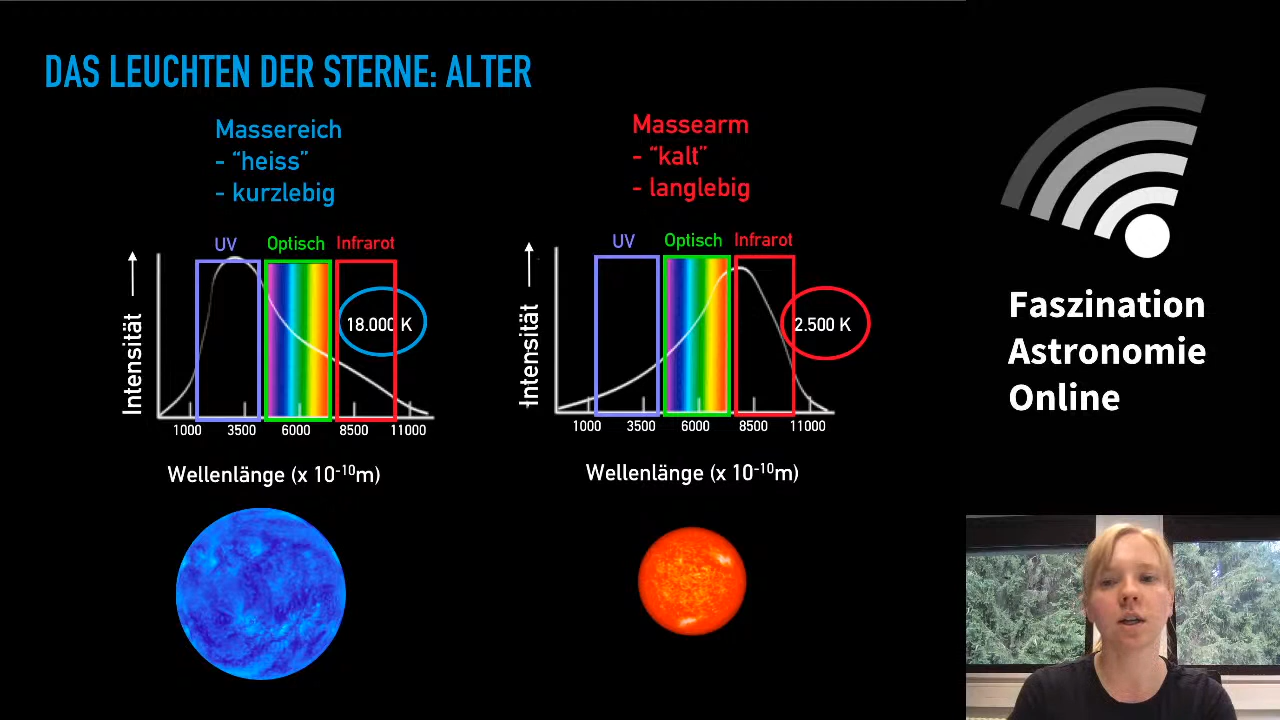 DAS LEUCHTEN DER STERNE: ALTER
Massereich
- “heiss”
- kurzlebig
UV
Optisch
Infrarot
Intensität
18.000 K
1000
3500
6000
8500
11000
Wellenlänge (x 10⁻¹⁰m)
Massearm
- “kalt”
- langlebig
UV
Optisch
Infrarot
Intensität
2.500 K
1000
3500
6000
8500
11000
Wellenlänge (x 10⁻¹⁰m)
Faszination
Astronomie
Online